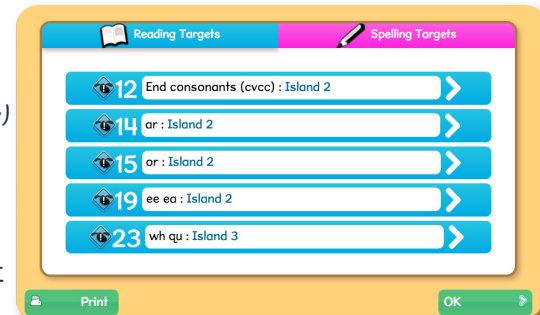 Reading Targets
Spelling Targets
12 End consonants (cvcc) : Island 2
14 ar : Island 2
15 or : Island 2
19 ee ea : Island 2
23 wh qu : Island 3
Print
OK